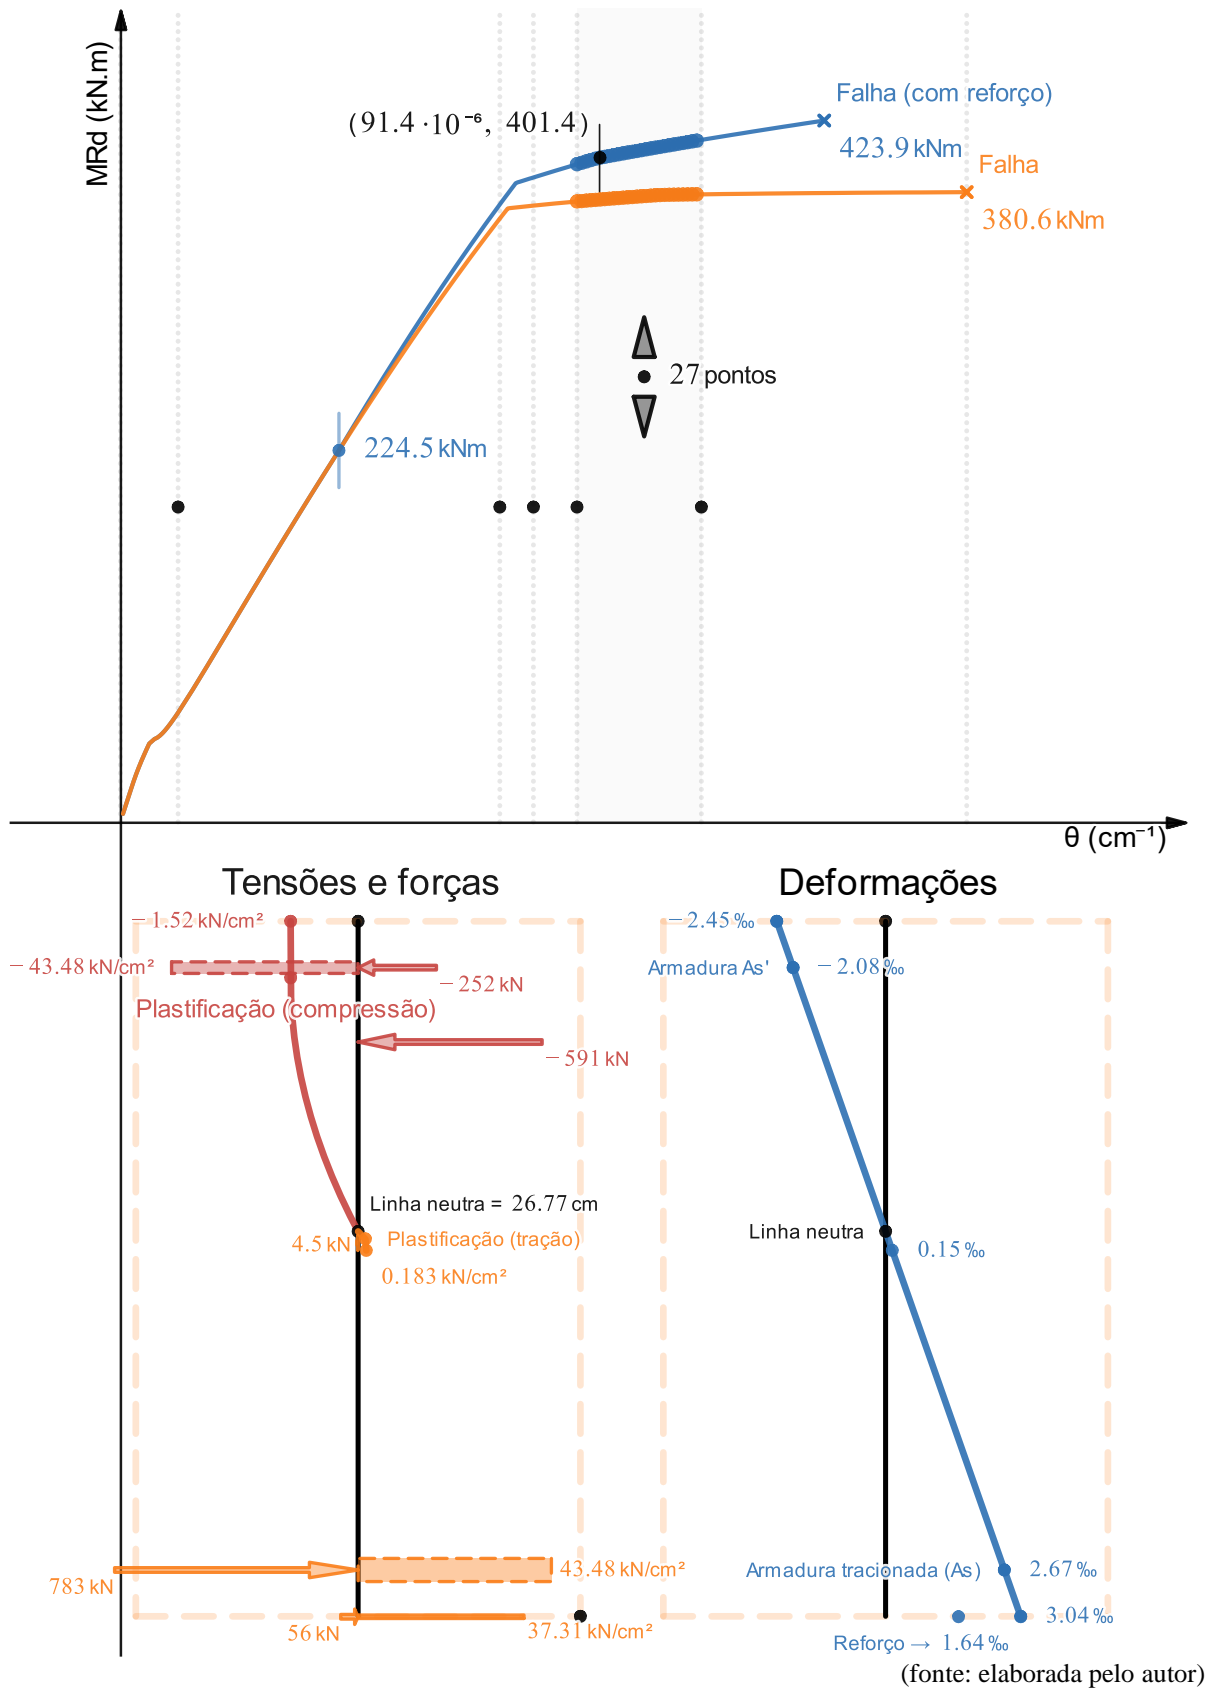 MRd (kN.m)
Falha (com reforço)
(91.4 ·10⁻⁶, 401.4)
423.9 kNm
Falha
380.6 kNm
27 pontos
224.5 kNm
θ (cm⁻¹)
Tensões e forças
Deformações
−1.52 kN/cm²
−2.45 ‰
−43.48 kN/cm²
Armadura As'
−2.08 ‰
−252 kN
Plastificação (compressão)
−591 kN
Linha neutra = 26.77 cm
Linha neutra
4.5 kN
Plastificação (tração)
0.15 ‰
0.183 kN/cm²
43.48 kN/cm²
Armadura tracionada (As)
2.67 ‰
783 kN
3.04 ‰
56 kN
37.31 kN/cm²
Reforço → 1.64 ‰
(fonte: elaborada pelo autor)